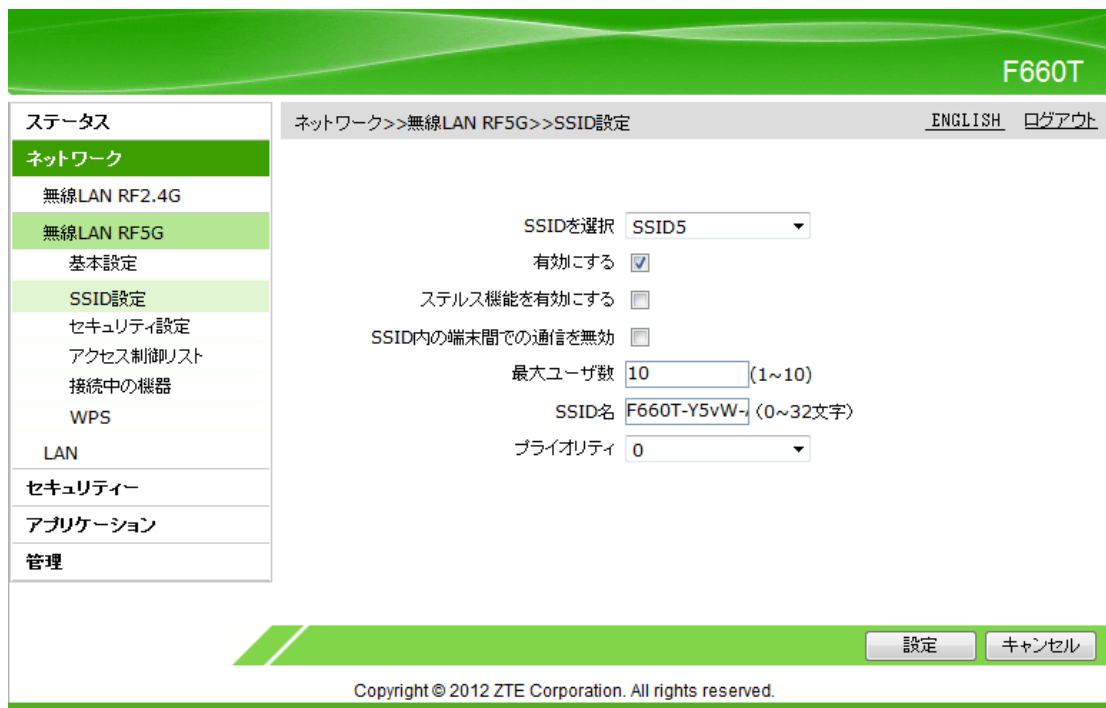 F660T
ステータス
ネットワーク>>無線LAN RF5G>>SSID設定
ENGLISH ログアウト
ネットワーク
無線LAN RF2.4G
無線LAN RF5G
基本設定
SSID設定
セキュリティ設定
アクセス制御リスト
接続中の機器
WPS
LAN
セキュリティー
アプリケーション
管理
SSIDを選択 SSID5
有効にする
ステルス機能を有効にする
SSID内の端末間での通信を無効
最大ユーザ数 10 (1~10)
SSID名 F660T-Y5vW- (0~32文字)
プライオリティ 0
設定 キャンセル
Copyright © 2012 ZTE Corporation. All rights reserved.